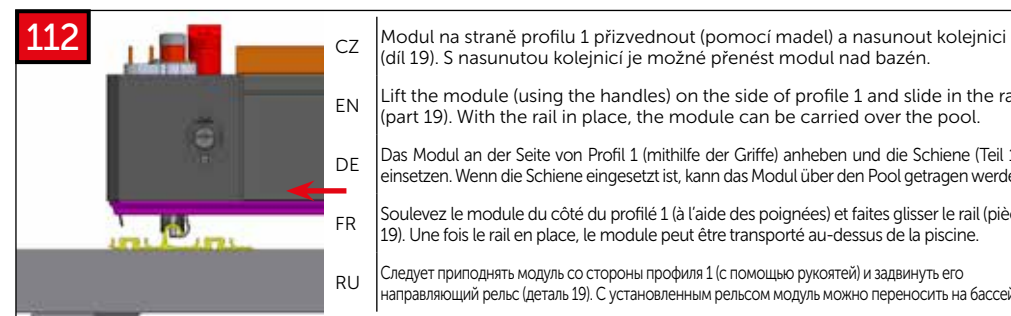 112
CZ
Modul na straně profilu 1 přizvednout (pomocí madel) a nasunout kolejnici
(díl 19). S nasunutou kolejnicí je možné přenést modul nad bazén.
EN
Lift the module (using the handles) on the side of profile 1 and slide in the
(part 19). With the rail in place, the module can be carried over the pool.
DE
Das Modul an der Seite von Profil 1 (mithilfe der Griffe) anheben und die Schiene (Teil
einsetzen. Wenn die Schiene eingesetzt ist, kann das Modul über den Pool getragen
FR
Soulevez le module du côté du profilé 1 (à l'aide des poignées) et faites glisser le rail
19). Une fois le rail en place, le module peut être transporté au-dessus de la piscine.
RU
Следует приподнять модуль со стороны профиля 1 (с помощью рукоятей) и задвинуть его
направляющий рельс (деталь 19). С установленным рельсом модуль можно переносить на